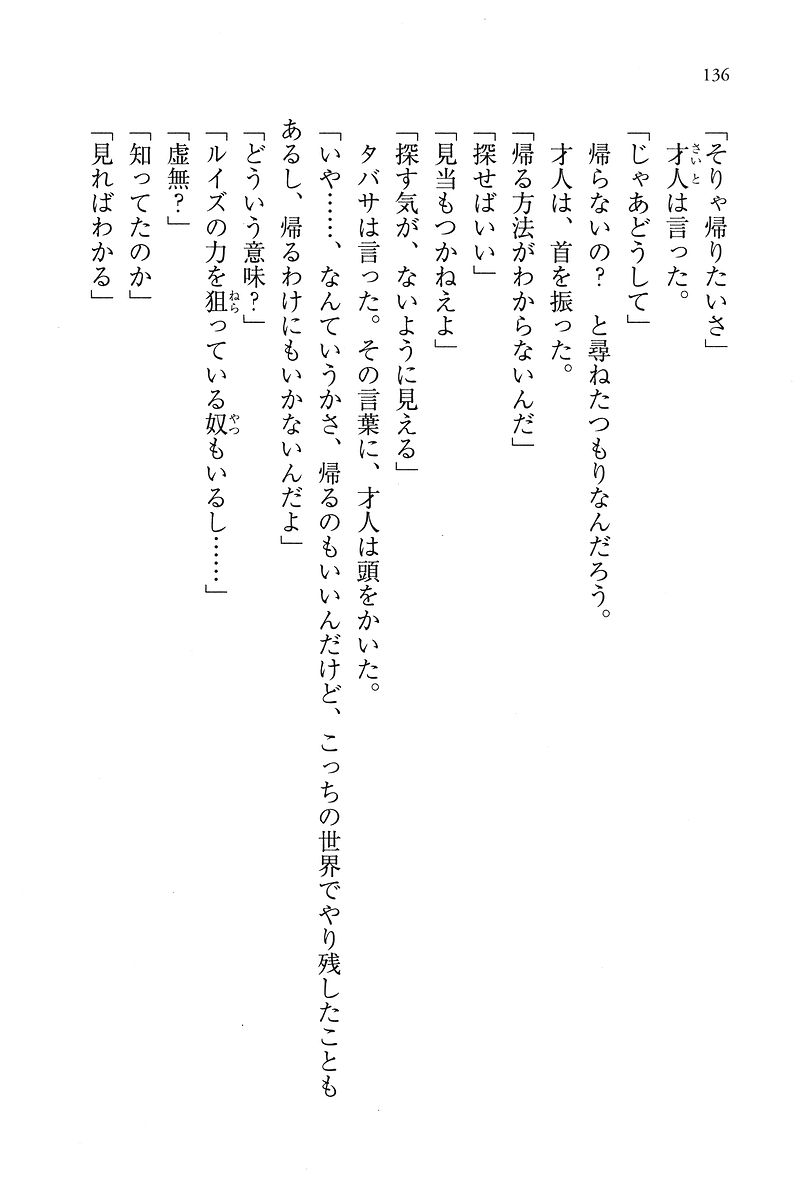 136
「そりゃ帰りたいさ」
才人は言った。
「じゃあどうして」
帰らないの？　と尋ねたつもりなんだろう。
才人は、首を振った。
「帰る方法がわからないんだ」
「探せばいい」
「見当もつかねえよ」
「探す気が、ないように見える」
タバサは言った。その言葉に、才人は頭をかいた。
「いや……、なんていうかさ、帰るのもいいんだけど、こっちの世界でやり残したことも
あるし、帰るわけにもいかないんだよ」
「どういう意味？」
「ルイズの力を狙っている奴もいるし……」
「虚無？」
「知ってたのか」
「見ればわかる」